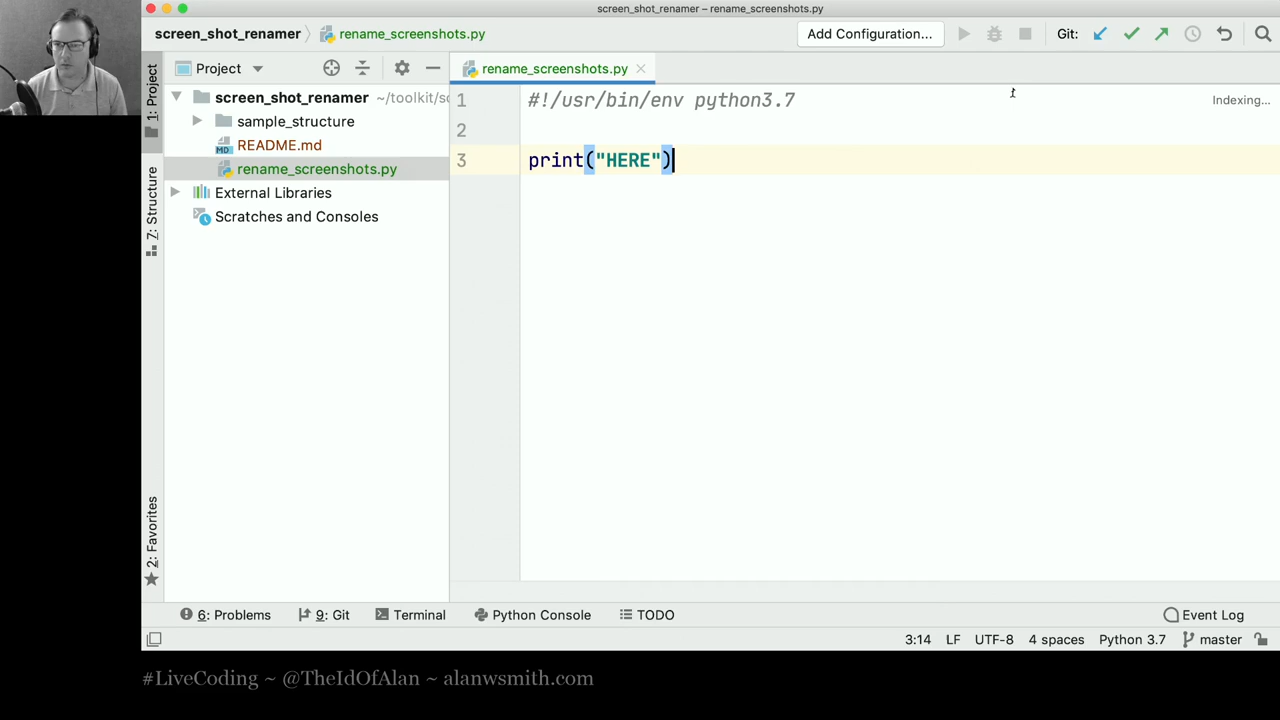 screen_shot_renamer – rename_screenshots.py
screen_shot_renamer rename_screenshots.py Add Configuration... Git:
1: Project
Project
rename_screenshots.py
screen_shot_renamer ~/toolkit/sc
sample_structure
MD README.md
rename_screenshots.py
External Libraries
Scratches and Consoles
1 #!/usr/bin/env python3.7
Indexing...
2
3 print("HERE")
7: Structure
2: Favorites
6: Problems 9: Git Terminal Python Console TODO Event Log
3:14 LF UTF-8 4 spaces Python 3.7 master
#LiveCoding ~ @TheIdOfAlan ~ alanwsmith.com